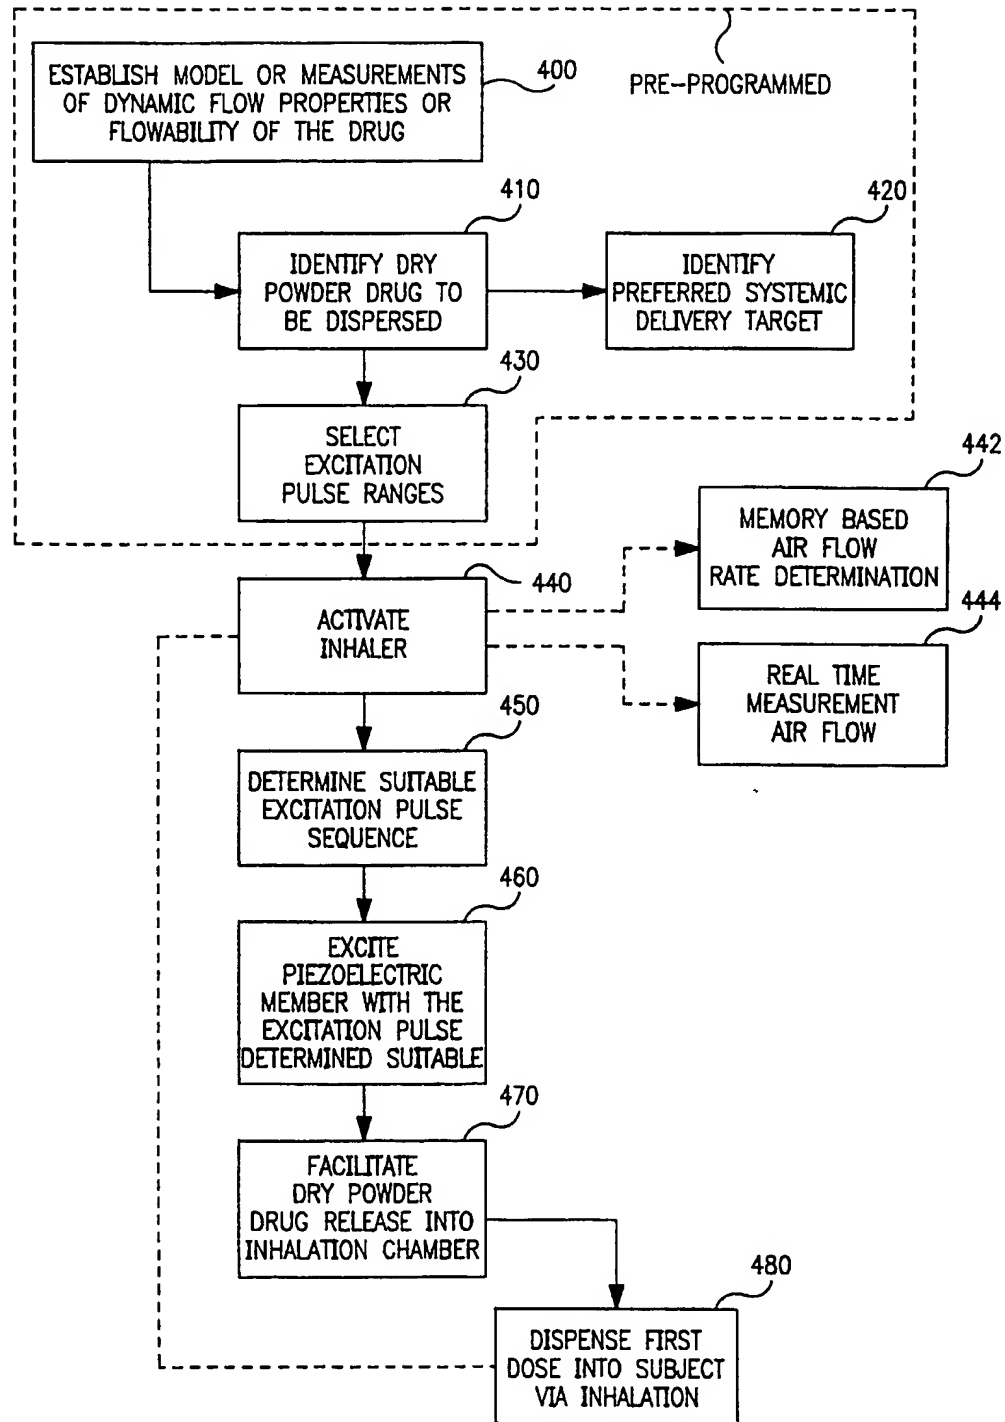 PRE-PROGRAMMED
400
ESTABLISH MODEL OR MEASUREMENTS
OF DYNAMIC FLOW PROPERTIES OR
FLOWABILITY OF THE DRUG
410
IDENTIFY DRY
POWDER DRUG TO
BE DISPERSED
420
IDENTIFY
PREFERRED SYSTEMIC
DELIVERY TARGET
430
SELECT
EXCITATION
PULSE RANGES
440
ACTIVATE
INHALER
442
MEMORY BASED
AIR FLOW
RATE DETERMINATION
444
REAL TIME
MEASUREMENT
AIR FLOW
450
DETERMINE SUITABLE
EXCITATION PULSE
SEQUENCE
460
EXCITE
PIEZOELECTRIC
MEMBER WITH THE
EXCITATION PULSE
DETERMINED SUITABLE
470
FACILITATE
DRY POWDER
DRUG RELEASE INTO
INHALATION CHAMBER
480
DISPENSE FIRST
DOSE INTO SUBJECT
VIA INHALATION